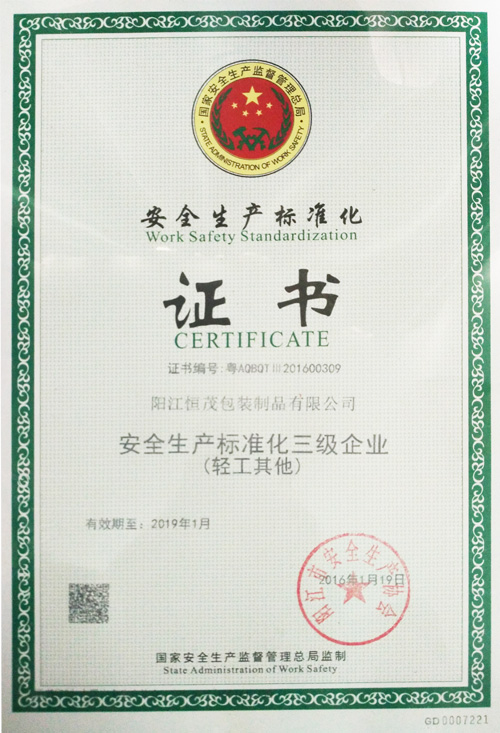 国家安全生产监督管理总局
STATE ADMINISTRATION OF WORK SAFETY
安全生产标准化
Work Safety Standardization
证书
CERTIFICATE
证书编号:粤AQBQTⅢ201600309
阳江恒茂包装制品有限公司
安全生产标准化三级企业
(轻工其他)
有效期至：2019年1月
2016年1月19日
国家安全生产监督管理总局监制
State Administration of Work Safety
GD0007221